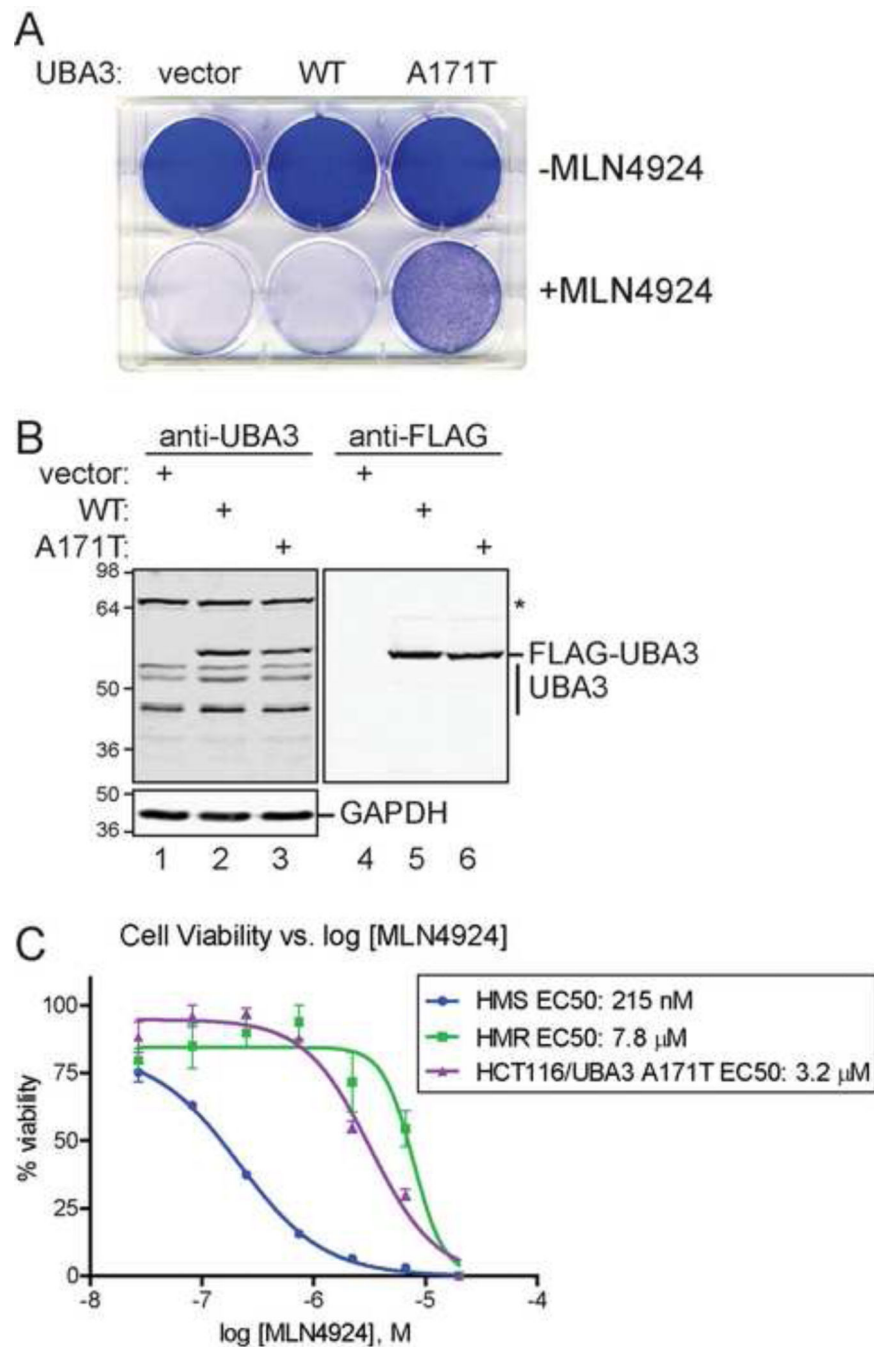 A
UBA3: vector WT A171T
-MLN4924
+MLN4924
B
anti-UBA3 anti-FLAG
vector: + +
WT: + +
A171T: + +
98
64
*
FLAG-UBA3
UBA3
50
36
50
36
GAPDH
1 2 3 4 5 6
C
Cell Viability vs. log [MLN4924]
HMS EC50: 215 nM
HMR EC50: 7.8 μM
HCT116/UBA3 A171T EC50: 3.2 μM
% viability
100
75
50
25
0
-8 -7 -6 -5 -4
log [MLN4924], M